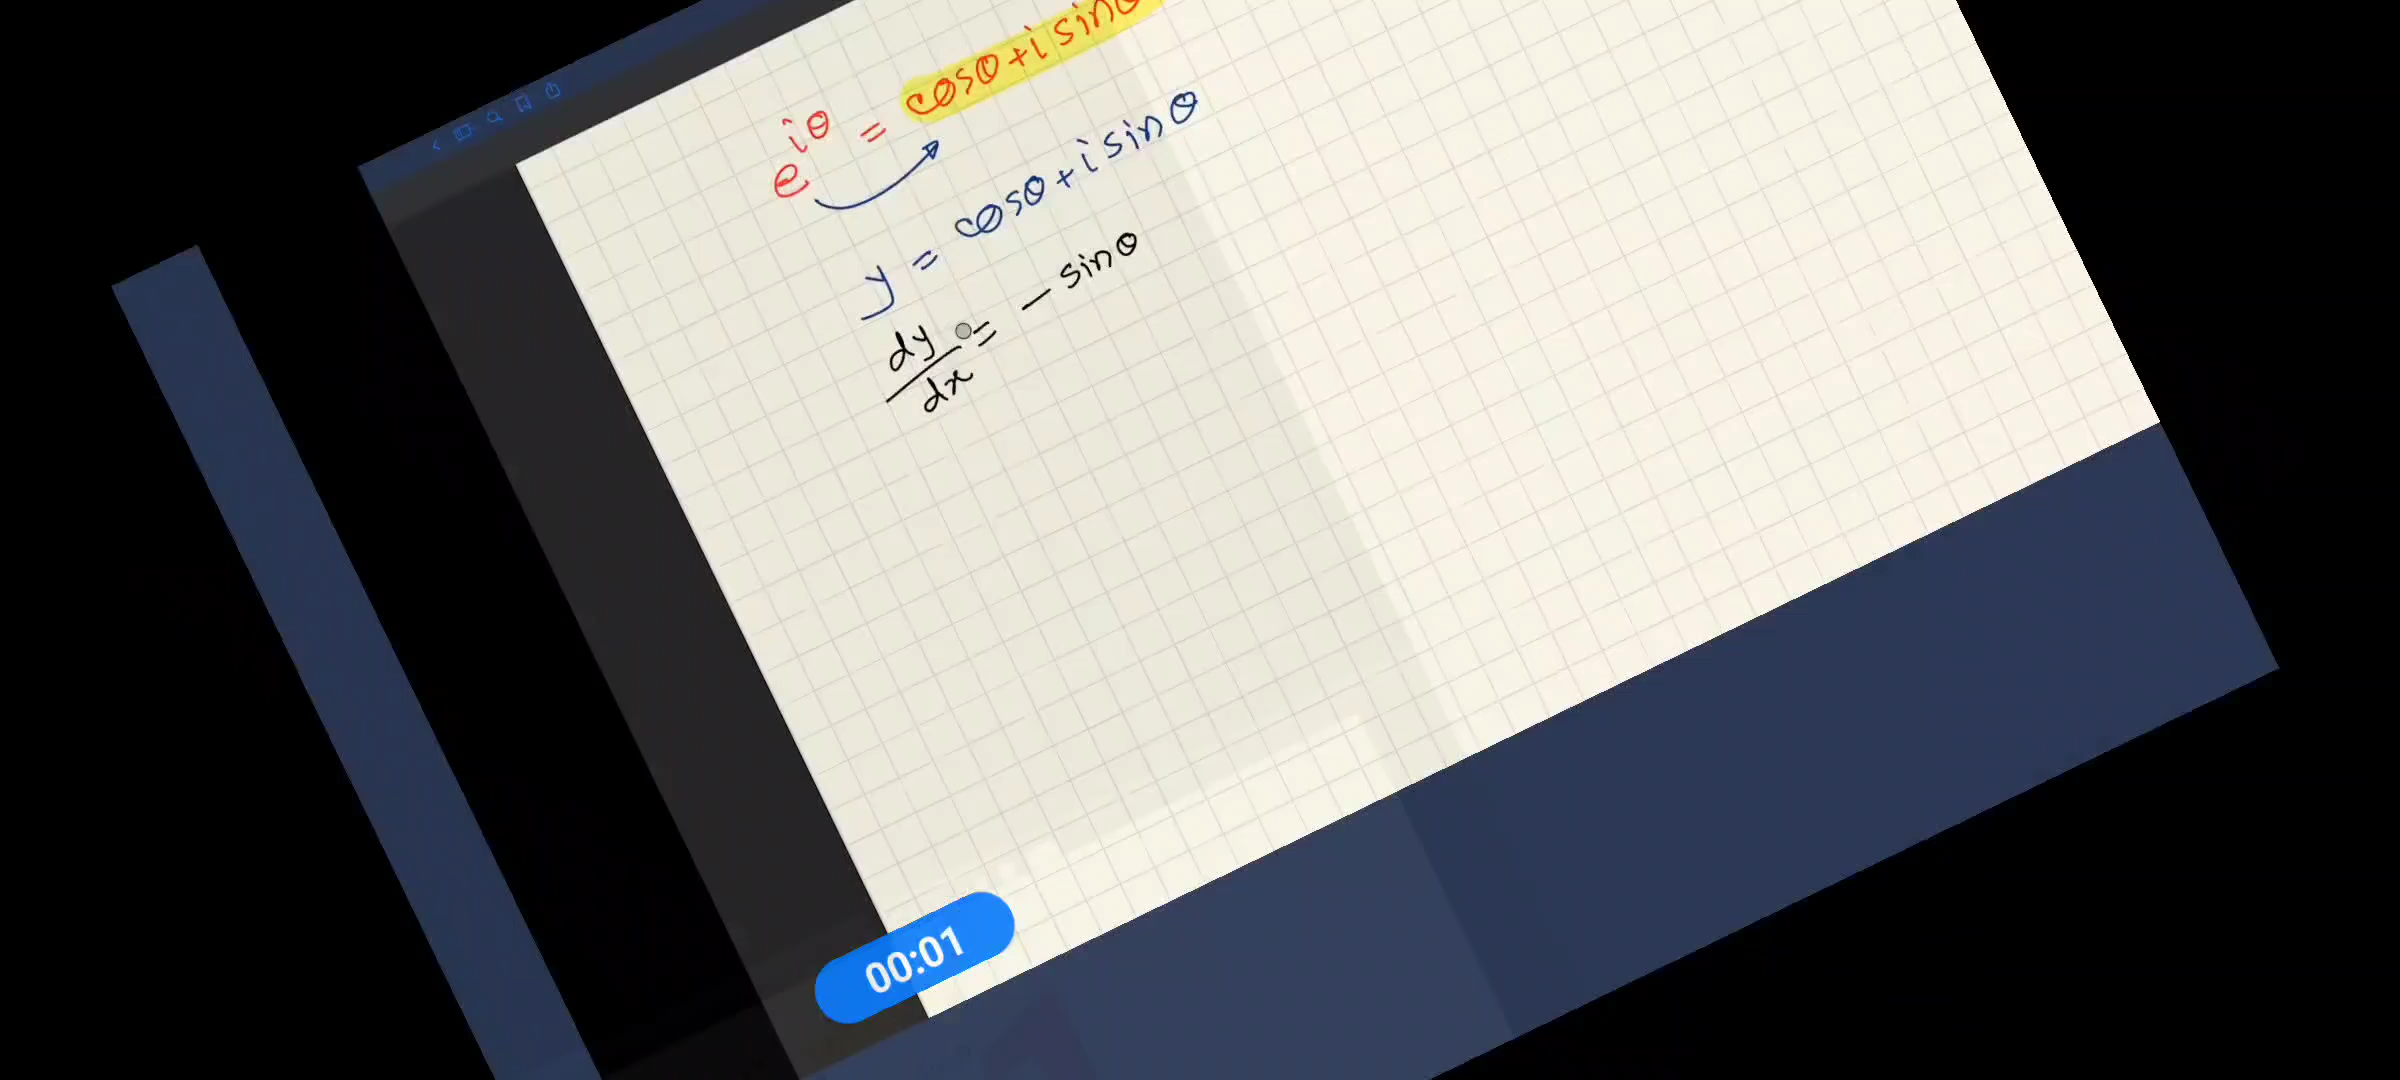 e^{iθ} = cosθ+i sinθ
y = cosθ + i sinθ
dy/dx = - sinθ
00:01